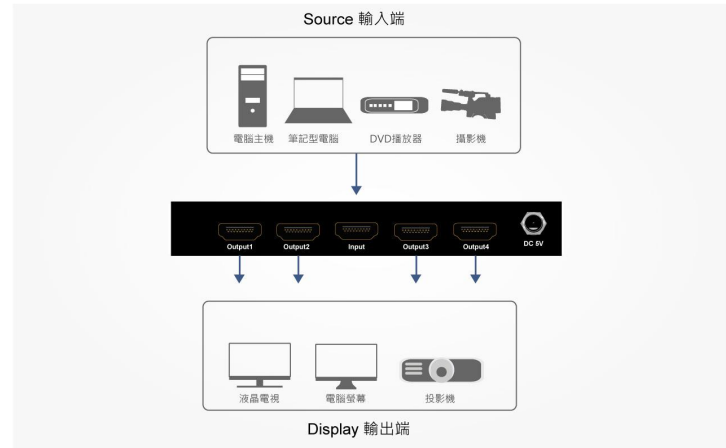 Source 輸入端
電腦主機 筆記型電腦 DVD播放器 攝影機
Output1 Output2 Input Output3 Output4 DC 5V
液晶電視 電腦螢幕 投影機
Display 輸出端